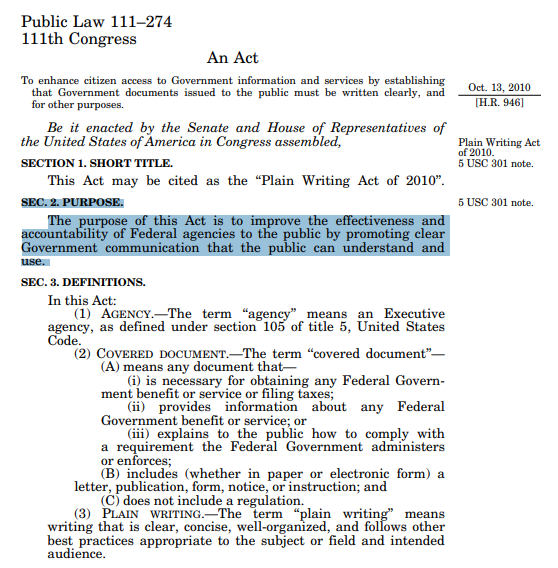 Public Law 111–274
111th Congress
An Act
To enhance citizen access to Government information and services by establishing
that Government documents issued to the public must be written clearly, and
for other purposes.
Oct. 13, 2010
[H.R. 946]
Be it enacted by the Senate and House of Representatives of
the United States of America in Congress assembled,
Plain Writing Act
of 2010.
5 USC 301 note.
SECTION 1. SHORT TITLE.
This Act may be cited as the “Plain Writing Act of 2010”.
SEC. 2. PURPOSE.
5 USC 301 note.
The purpose of this Act is to improve the effectiveness and
accountability of Federal agencies to the public by promoting clear
Government communication that the public can understand and
use.
SEC. 3. DEFINITIONS.
In this Act:
(1) AGENCY.—The term “agency” means an Executive
agency, as defined under section 105 of title 5, United States
Code.
(2) COVERED DOCUMENT.—The term “covered document”—
(A) means any document that—
(i) is necessary for obtaining any Federal Govern-
ment benefit or service or filing taxes;
(ii) provides information about any Federal
Government benefit or service; or
(iii) explains to the public how to comply with
a requirement the Federal Government administers
or enforces;
(B) includes (whether in paper or electronic form) a
letter, publication, form, notice, or instruction; and
(C) does not include a regulation.
(3) PLAIN WRITING.—The term “plain writing” means
writing that is clear, concise, well-organized, and follows other
best practices appropriate to the subject or field and intended
audience.